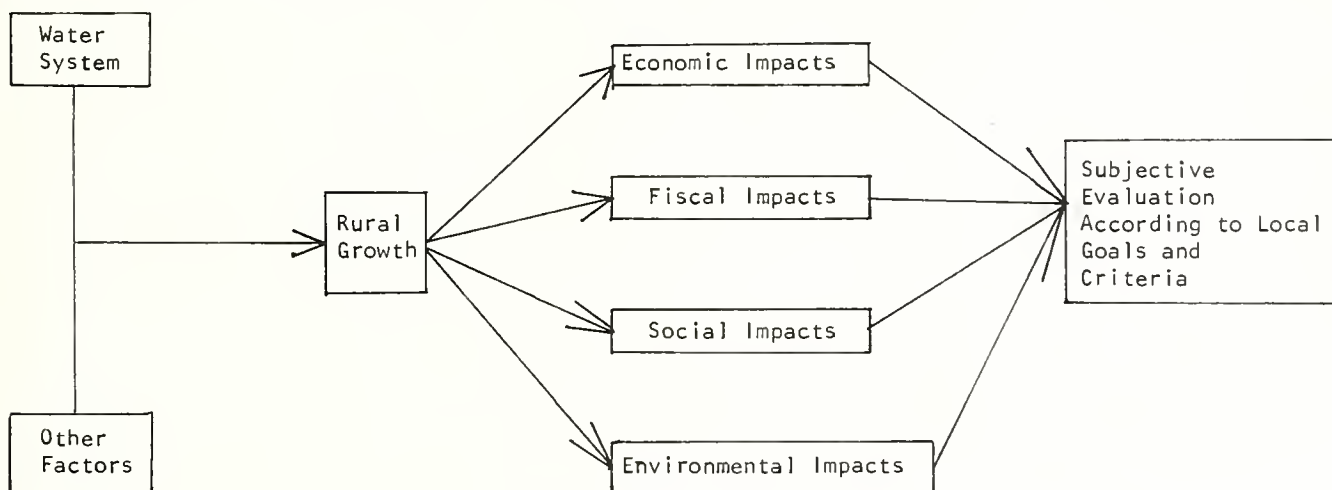 Water
System
Economic Impacts
Fiscal Impacts
Subjective
Evaluation
According to Local
Goals and
Criteria
Rural
Growth
Social Impacts
Other
Factors
Environmental Impacts